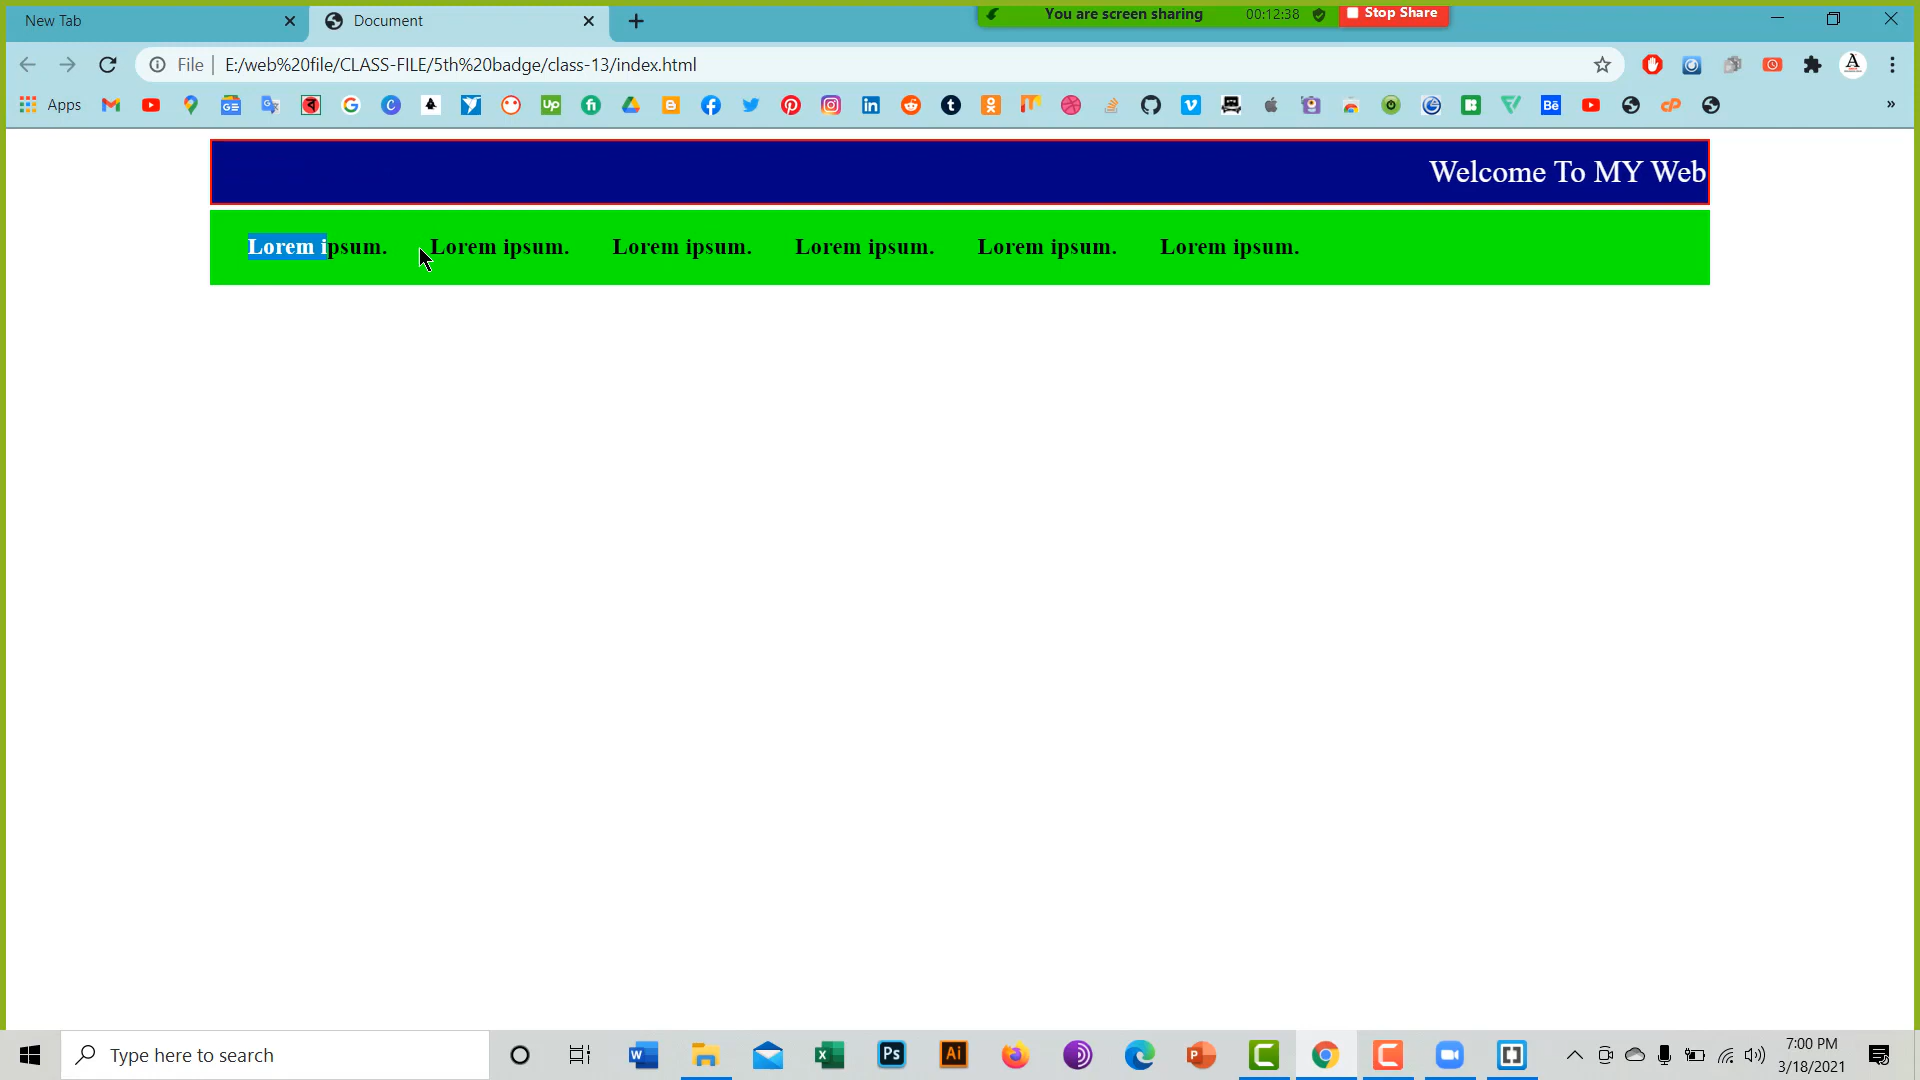 New Tab
Document
You are screen sharing 00:12:38 Stop Share
File | E:/web%20file/CLASS-FILE/5th%20badge/class-13/index.html
Apps
Welcome To MY Web
Lorem ipsum. Lorem ipsum. Lorem ipsum. Lorem ipsum. Lorem ipsum. Lorem ipsum.
Type here to search
7:00 PM
3/18/2021